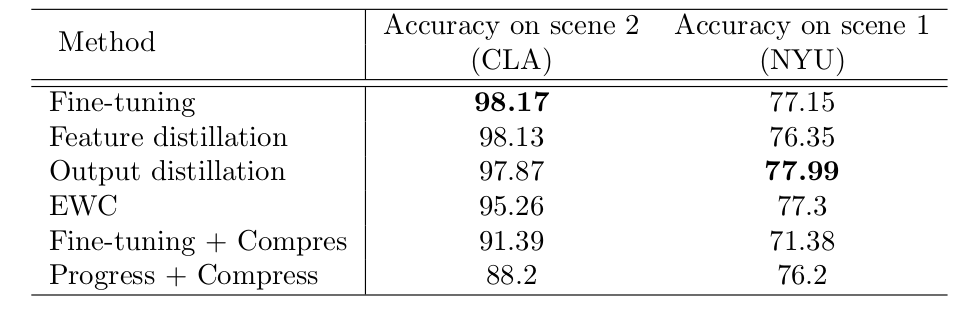 Method Accuracy on scene 2 Accuracy on scene 1
(CLA) (NYU)
Fine-tuning 98.17 77.15
Feature distillation 98.13 76.35
Output distillation 97.87 77.99
EWC 95.26 77.3
Fine-tuning + Compres 91.39 71.38
Progress + Compress 88.2 76.2